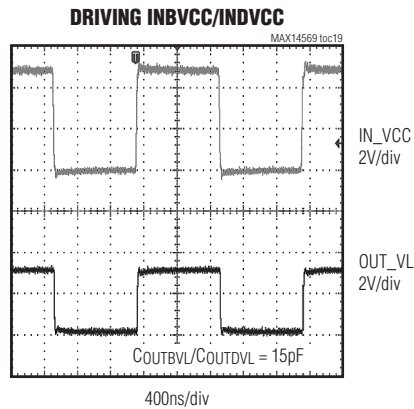 DRIVING INBVCC/INDVCC
MAX14569 toc19
IN_VCC
2V/div
OUT_VL
2V/div
COUTBVL/COUTDVL = 15pF
400ns/div